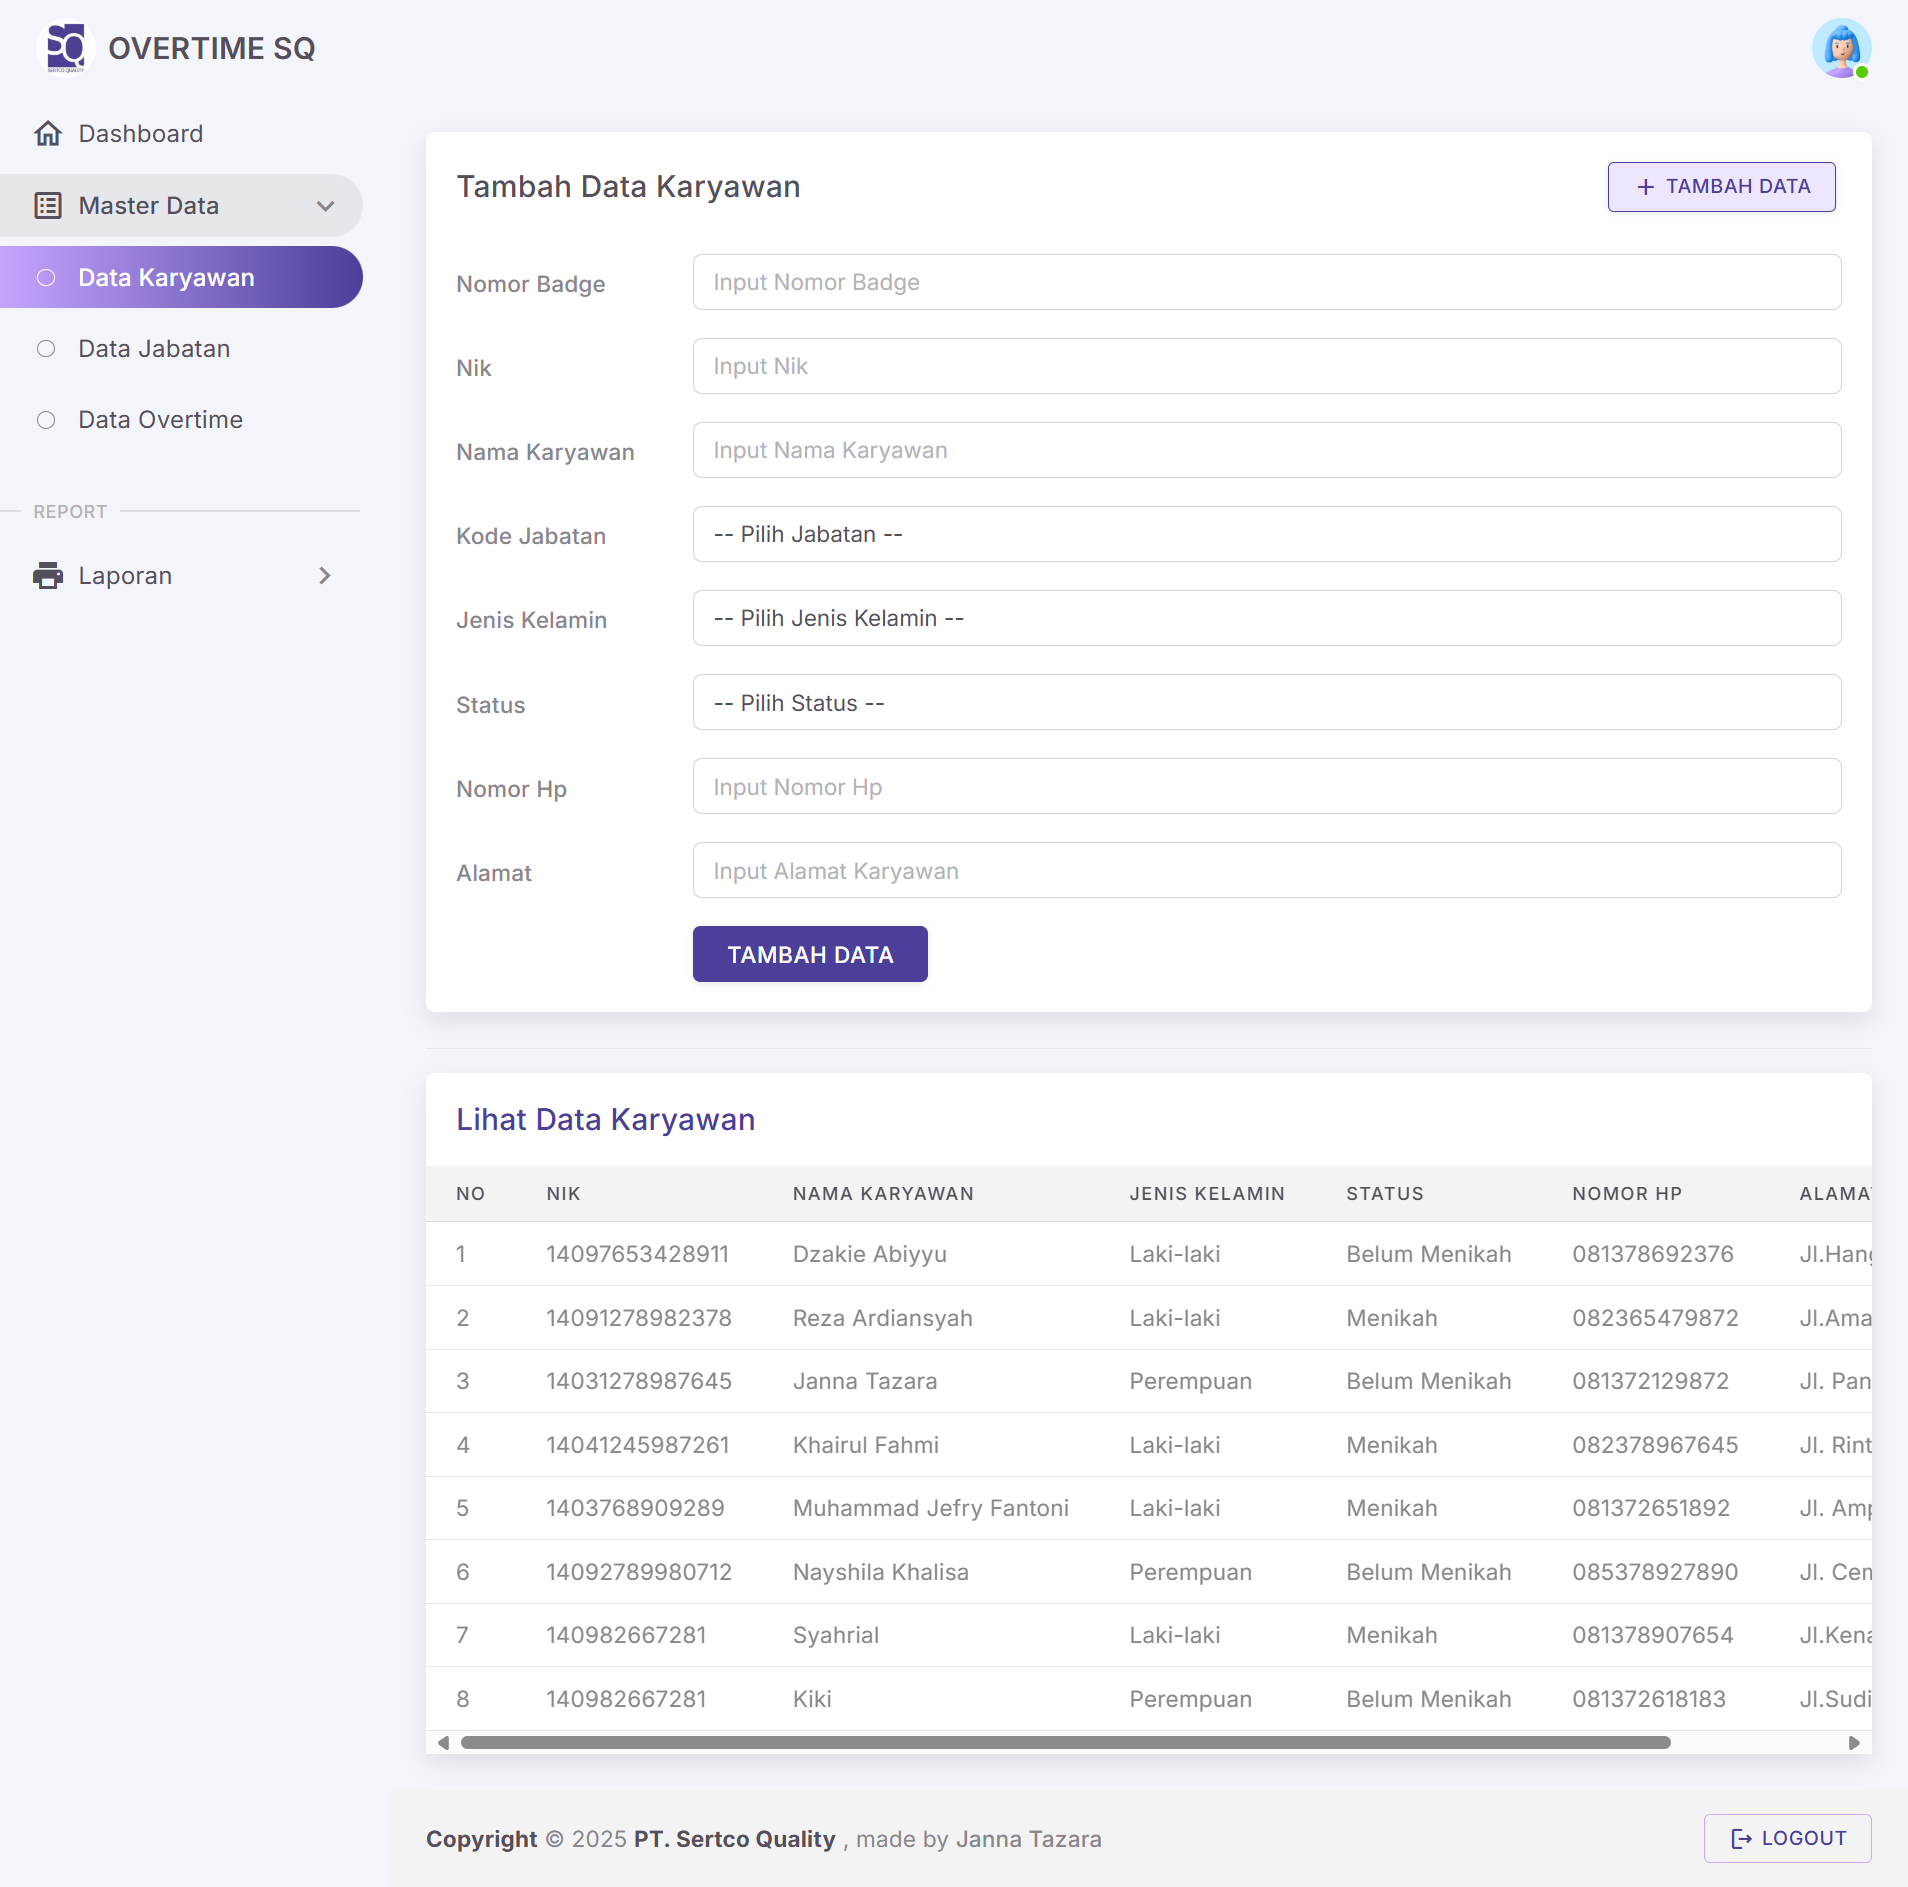 SQ
SERTCO QUALITY
OVERTIME SQ
Dashboard
Master Data
Data Karyawan
Data Jabatan
Data Overtime
REPORT
Laporan
Tambah Data Karyawan
+ TAMBAH DATA
Nomor Badge Input Nomor Badge
Nik Input Nik
Nama Karyawan Input Nama Karyawan
Kode Jabatan -- Pilih Jabatan --
Jenis Kelamin -- Pilih Jenis Kelamin --
Status -- Pilih Status --
Nomor Hp Input Nomor Hp
Alamat Input Alamat Karyawan
TAMBAH DATA
Lihat Data Karyawan
NO NIK NAMA KARYAWAN JENIS KELAMIN STATUS NOMOR HP ALAMA
1 14097653428911 Dzakie Abiyyu Laki-laki Belum Menikah 081378692376 Jl.Hang
2 14091278982378 Reza Ardiansyah Laki-laki Menikah 082365479872 Jl.Ama
3 14031278987645 Janna Tazara Perempuan Belum Menikah 081372129872 Jl. Pan
4 14041245987261 Khairul Fahmi Laki-laki Menikah 082378967645 Jl. Rint
5 1403768909289 Muhammad Jefry Fantoni Laki-laki Menikah 081372651892 Jl. Amp
6 14092789980712 Nayshila Khalisa Perempuan Belum Menikah 085378927890 Jl. Cem
7 140982667281 Syahrial Laki-laki Menikah 081378907654 Jl.Kena
8 140982667281 Kiki Perempuan Belum Menikah 081372618183 Jl.Sudi
Copyright © 2025 PT. Sertco Quality , made by Janna Tazara
LOGOUT